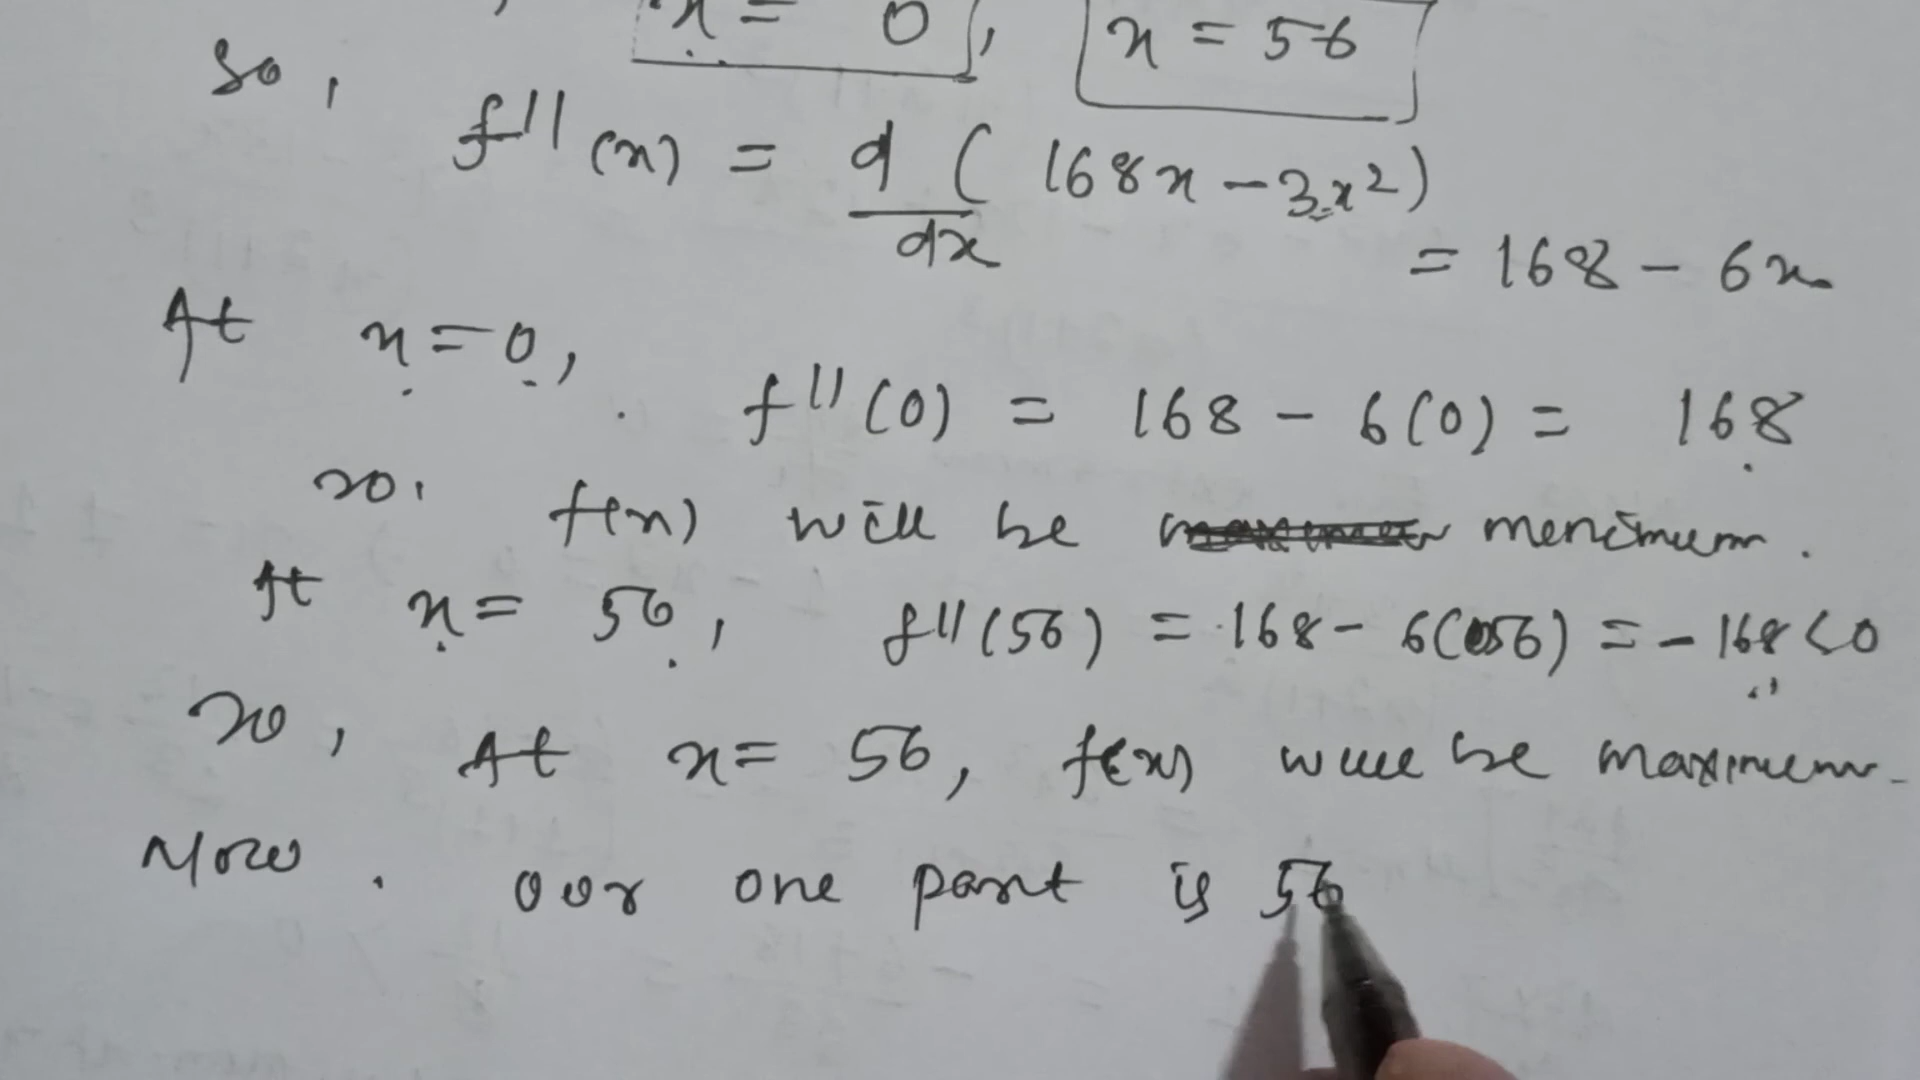 x = 0, x = 56
So,
f''(x) = d/dx (168x - 3x²)
= 168 - 6x
At x = 0,
f''(0) = 168 - 6(0) = 168
so, f(x) will be menimum.
At x = 56, f''(56) = 168 - 6(56) = -168 < 0
so, At x = 56, f(x) will be maximum.
Now. our one part is 56